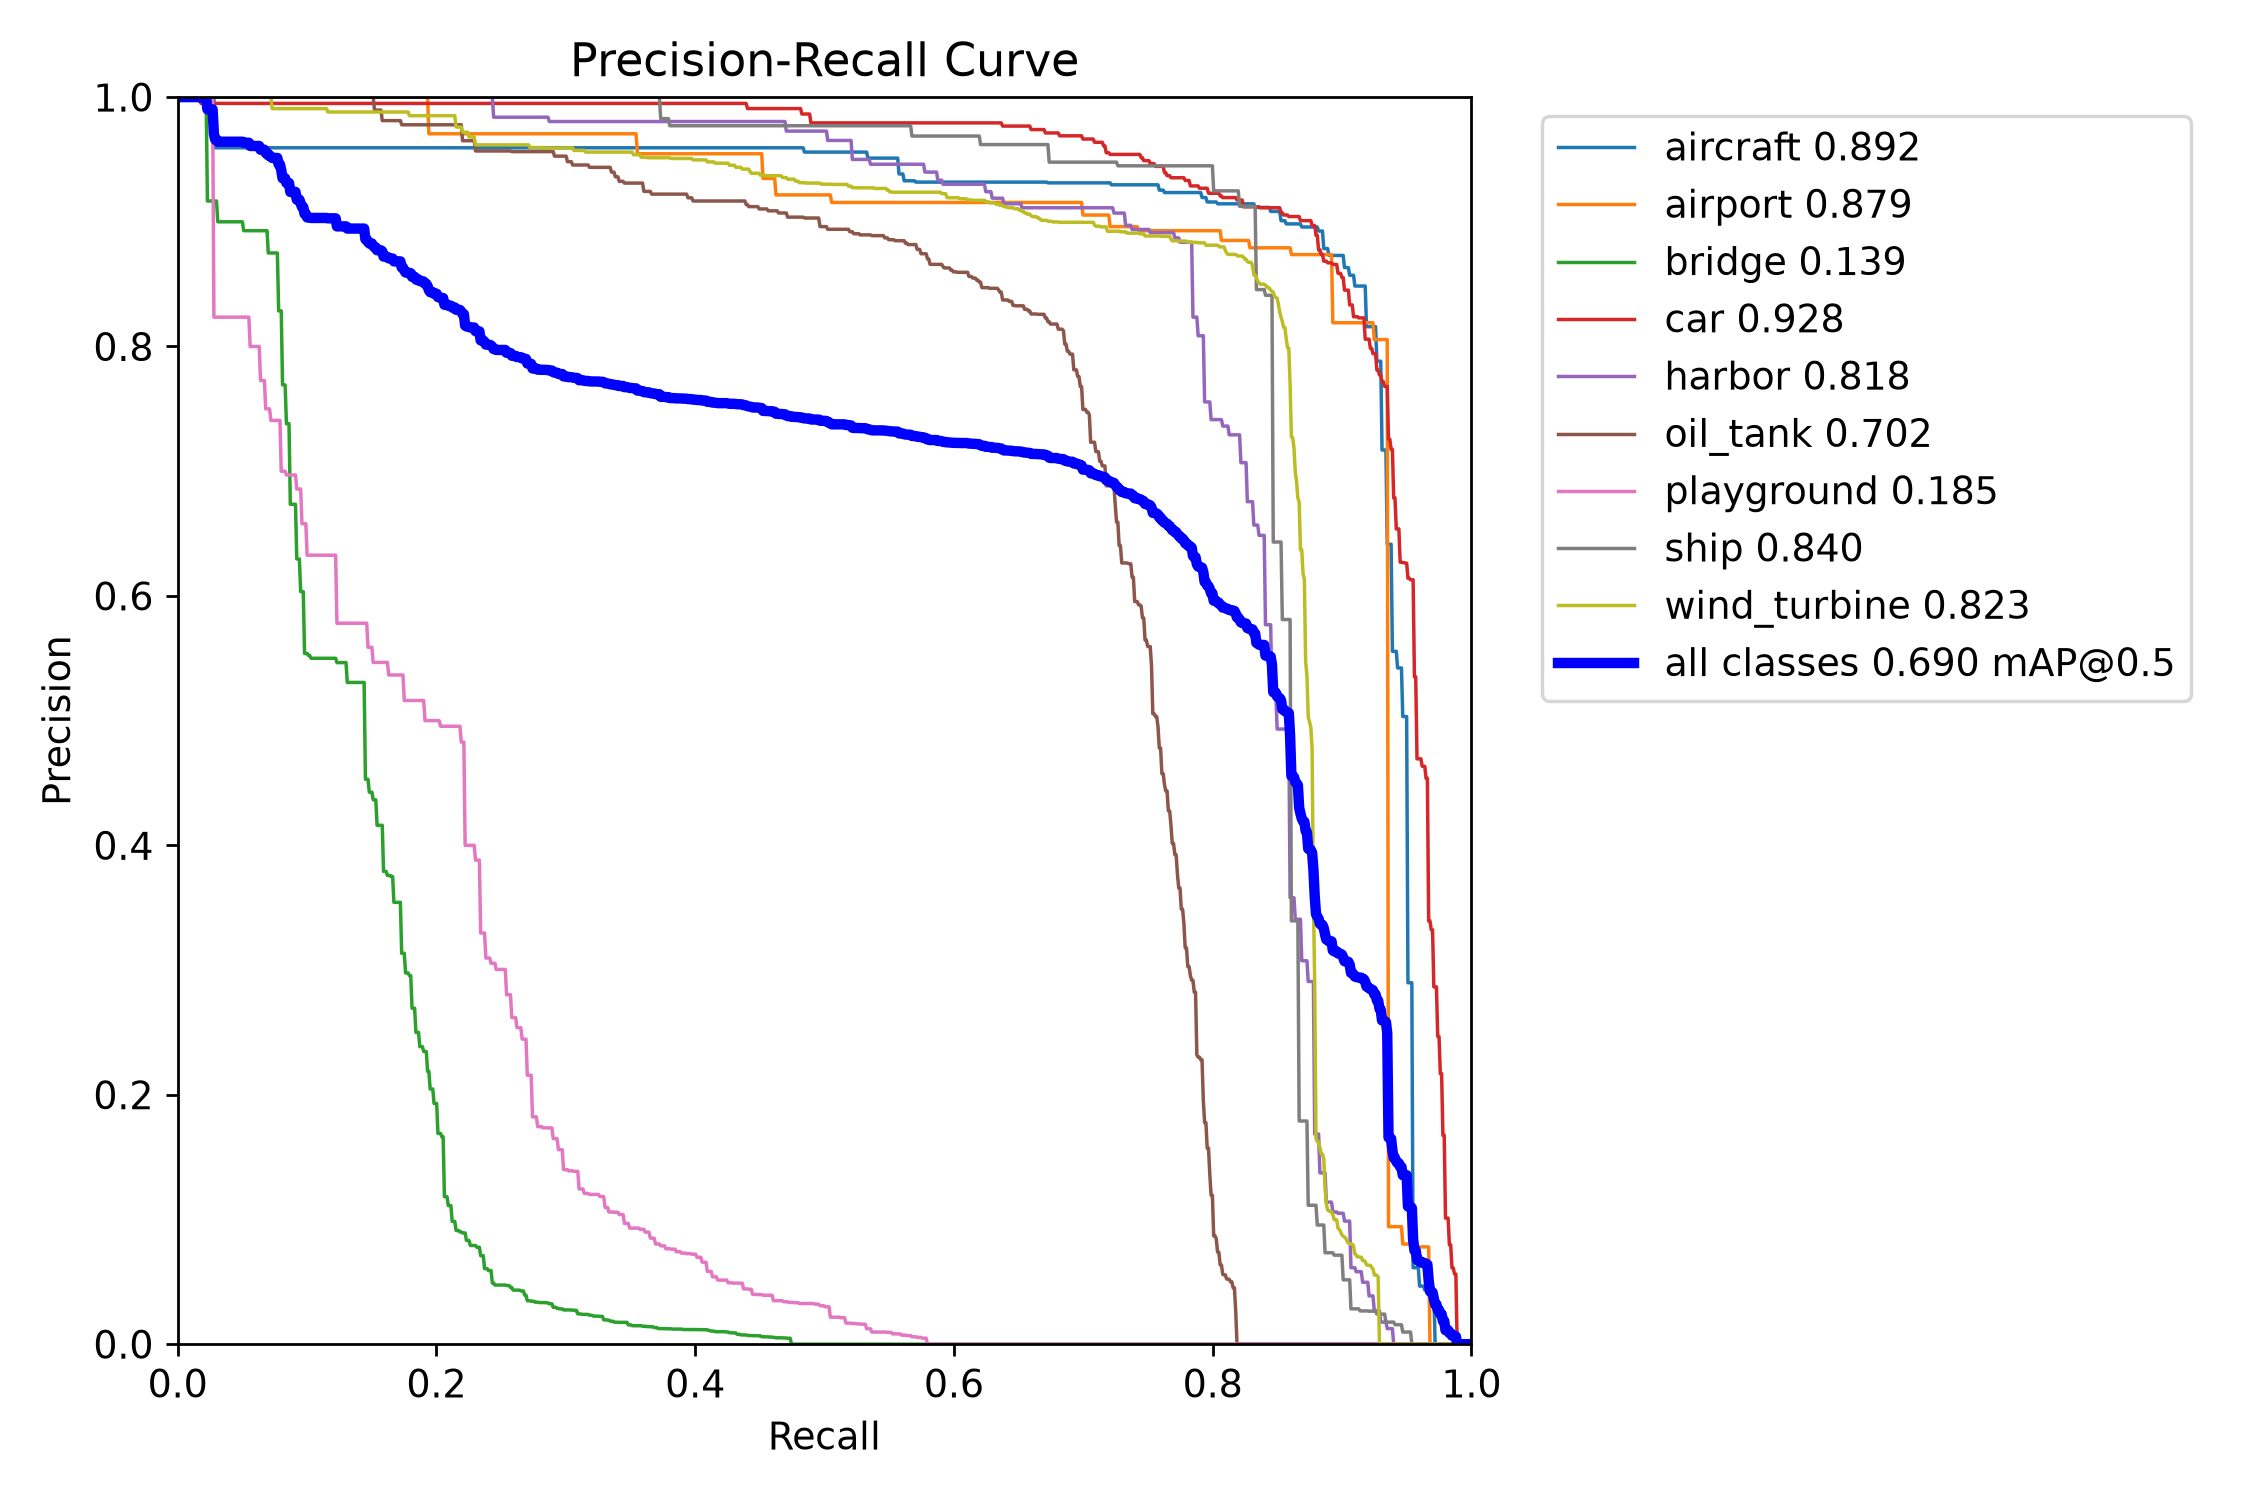 Precision-Recall Curve
1.0
0.8
0.6
0.4
0.2
0.0
Precision
0.0 0.2 0.4 0.6 0.8 1.0
Recall
aircraft 0.892
airport 0.879
bridge 0.139
car 0.928
harbor 0.818
oil_tank 0.702
playground 0.185
ship 0.840
wind_turbine 0.823
all classes 0.690 mAP@0.5